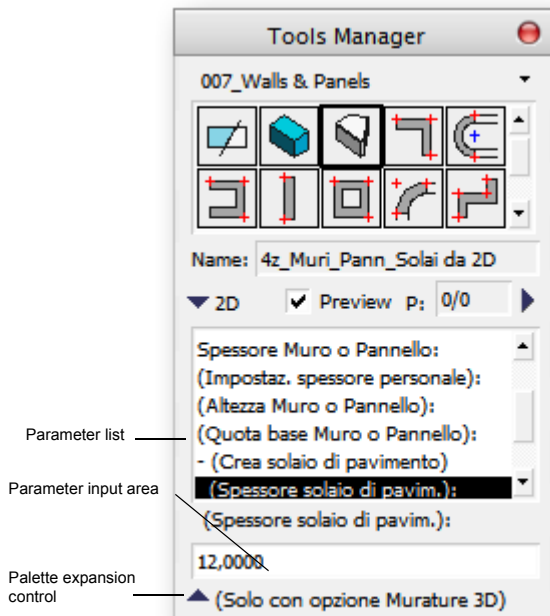 Tools Manager
007_Walls & Panels
Name: 4z_Muri_Pann_Solai da 2D
2D Preview p: 0/0
Spessore Muro o Pannello:
(Impostaz. spessore personale):
(Altezza Muro o Pannello):
Parameter list
(Quota base Muro o Pannello):
- (Crea solaio di pavimento)
Parameter input area
(Spessore solaio di pavim.):
(Spessore solaio di pavim.):
12,0000
Palette expansion
control
(Solo con opzione Murature 3D)